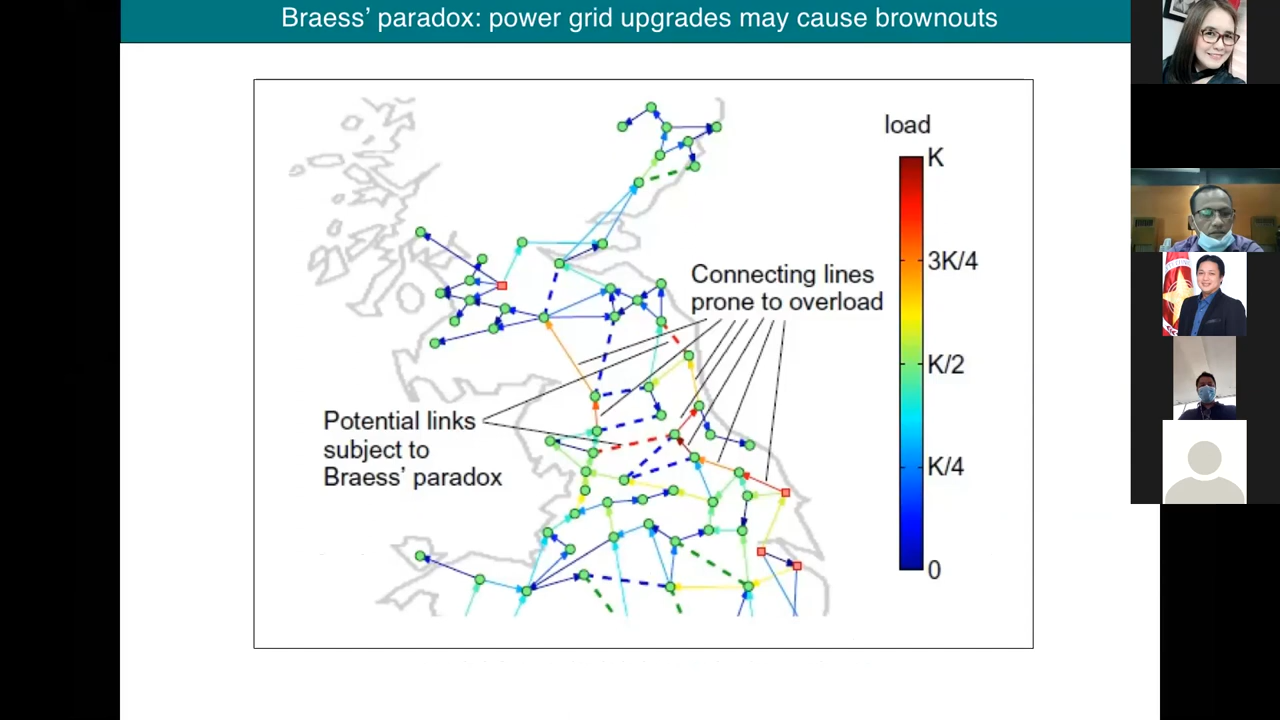 Braess’ paradox: power grid upgrades may cause brownouts
load
K
3K/4
K/2
K/4
0
Connecting lines
prone to overload
Potential links
subject to
Braess’ paradox